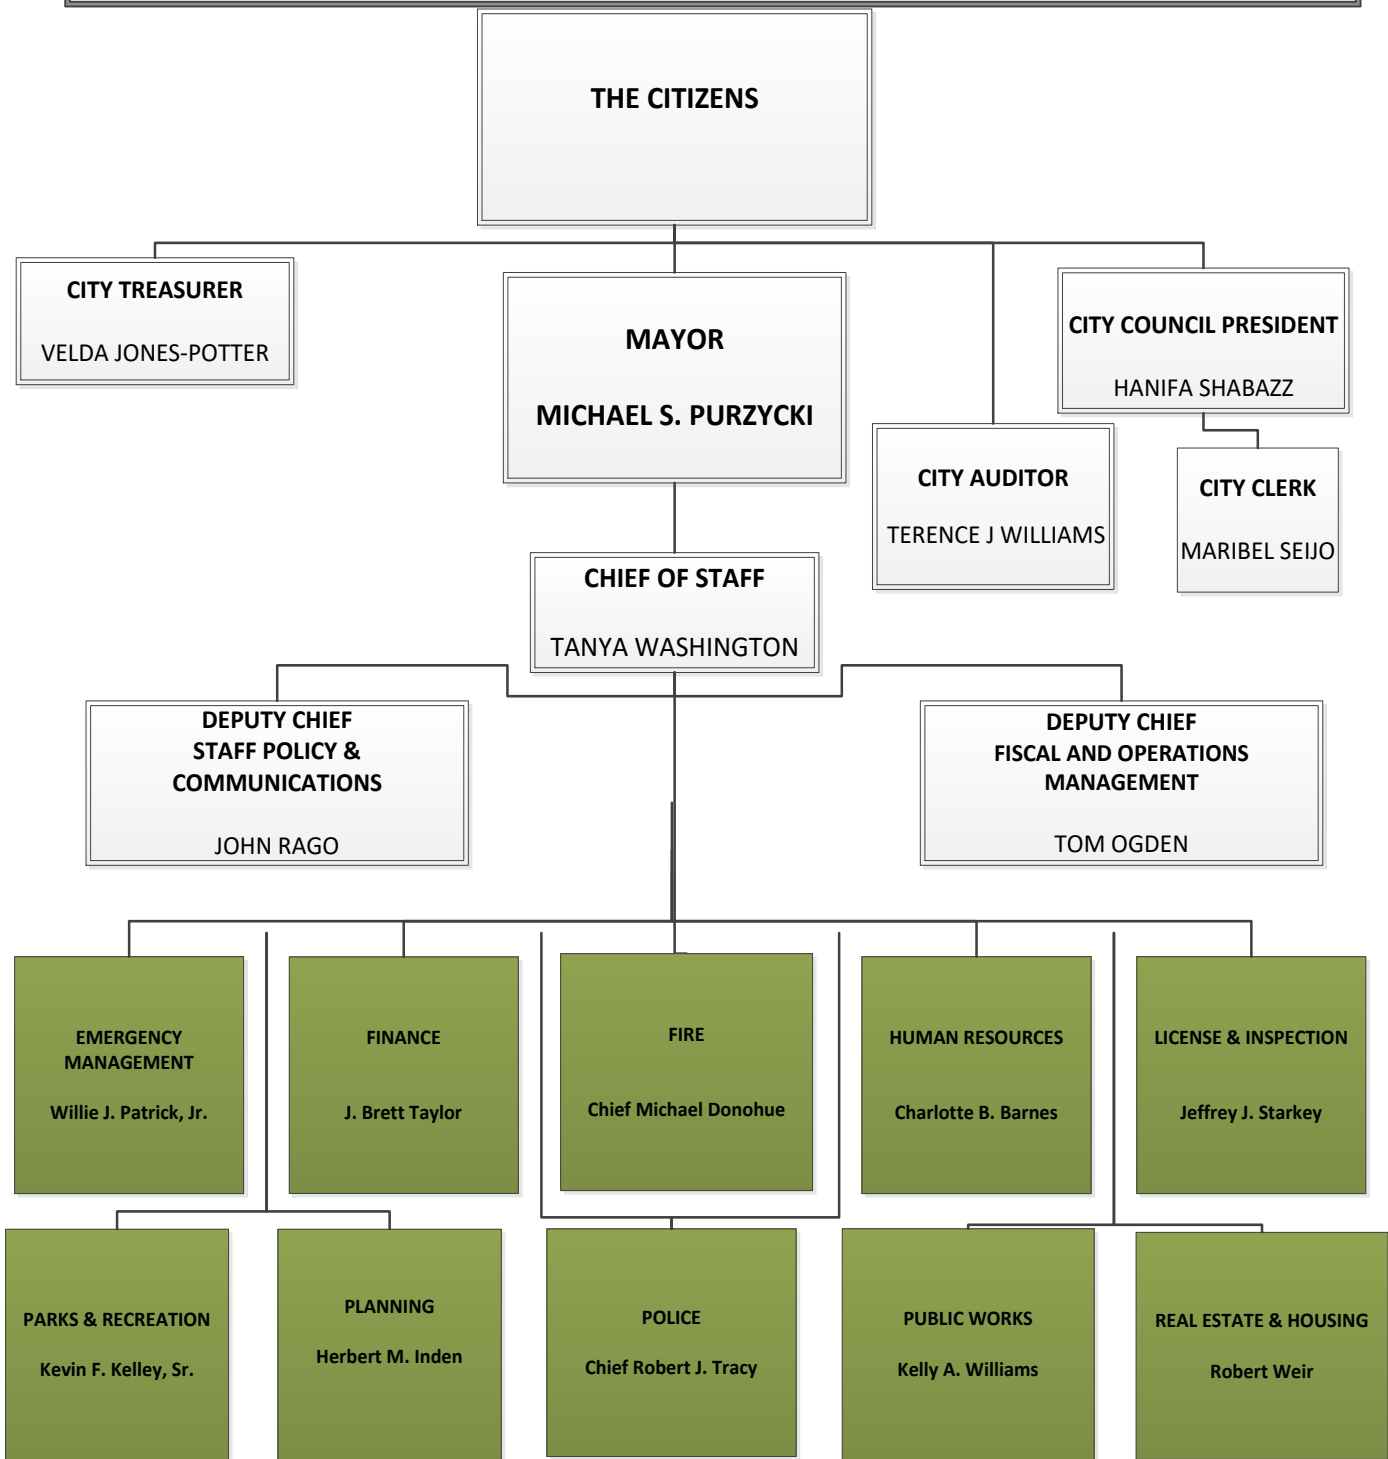 THE CITIZENS
CITY TREASURER
VELDA JONES-POTTER
MAYOR
MICHAEL S. PURZYCKI
CITY COUNCIL PRESIDENT
HANIFA SHABAZZ
CITY AUDITOR
TERENCE J WILLIAMS
CITY CLERK
MARIBEL SEIJO
CHIEF OF STAFF
TANYA WASHINGTON
DEPUTY CHIEF
STAFF POLICY &
COMMUNICATIONS
JOHN RAGO
DEPUTY CHIEF
FISCAL AND OPERATIONS
MANAGEMENT
TOM OGDEN
EMERGENCY
MANAGEMENT
Willie J. Patrick, Jr.
FINANCE
J. Brett Taylor
FIRE
Chief Michael Donohue
HUMAN RESOURCES
Charlotte B. Barnes
LICENSE & INSPECTION
Jeffrey J. Starkey
PARKS & RECREATION
Kevin F. Kelley, Sr.
PLANNING
Herbert M. Inden
POLICE
Chief Robert J. Tracy
PUBLIC WORKS
Kelly A. Williams
REAL ESTATE & HOUSING
Robert Weir